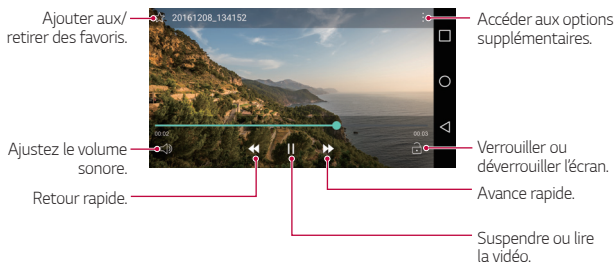 Ajouter aux/
retirer des favoris.
20161208_134152
Accéder aux options
supplémentaires.
00:02
00:03
Ajustez le volume
sonore.
Verrouiller ou
déverrouiller l'écran.
Retour rapide.
Avance rapide.
Suspendre ou lire
la vidéo.